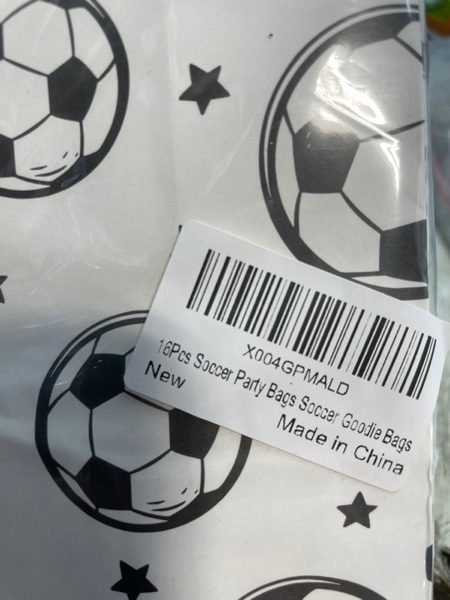 X004GPMALD
16Pcs Soccer Party Bags Soccer Goodie Bags
New
Made in China